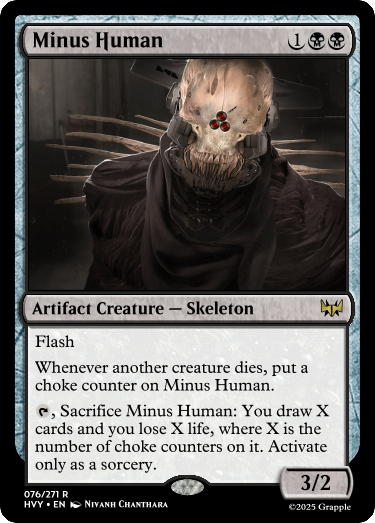 Minus Human 1
Artifact Creature — Skeleton
Flash
Whenever another creature dies, put a
choke counter on Minus Human.
, Sacrifice Minus Human: You draw X
cards and you lose X life, where X is
the number of choke counters on it. Activate
only as a sorcery.
3/2
076/271 R
HVY • EN Nivanh Chanthara
©2025 Grapple